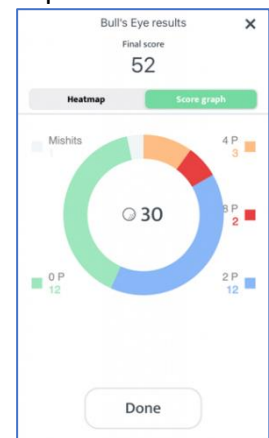 Bull's Eye results ×
Final score
52
Heatmap Score graph
Mishits
1
4 P
3
30
8 P
2
0 P
12
2 P
12
Done